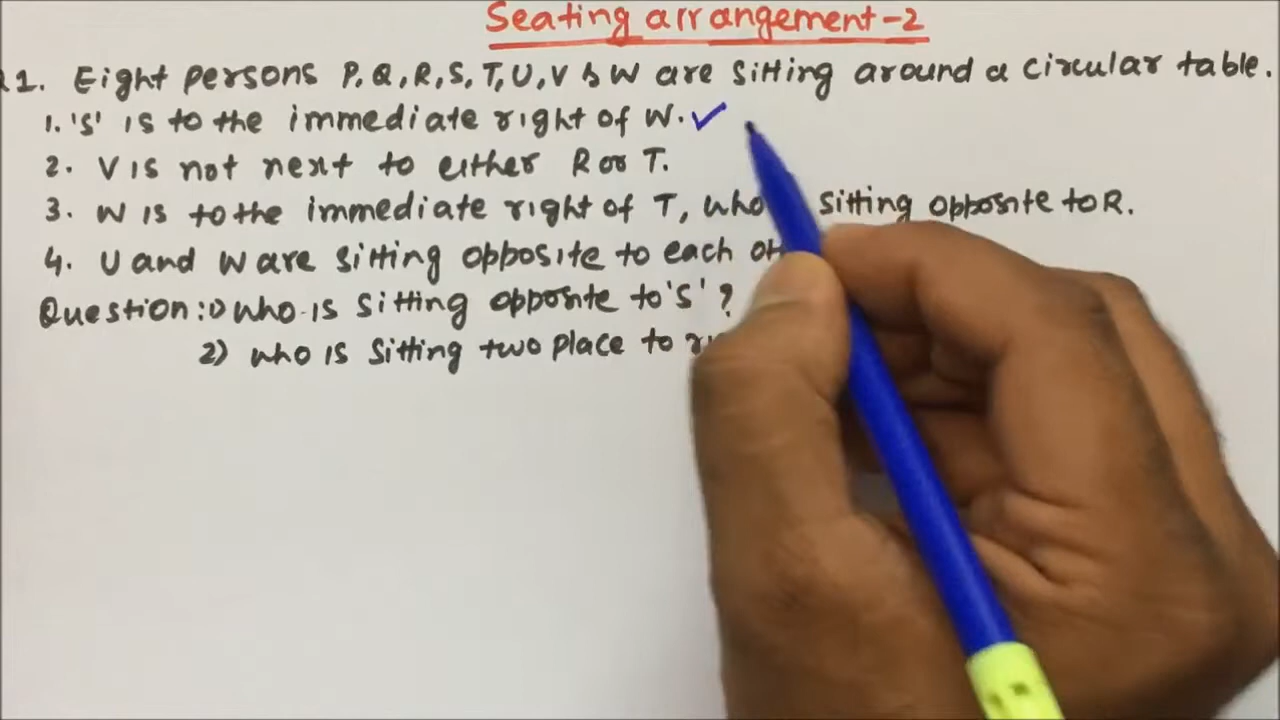 Seating arrangement-2
1. Eight persons P, Q, R, S, T, U, V & W are sitting around a circular table.
1. 'S' is to the immediate right of W. ✓
2. V is not next to either R or T.
3. W is to the immediate right of T, sitting opposite to R.
4. U and W are sitting opposite to each
Question: 1) Who is sitting opposite to 'S' ?
2) Who is sitting two place to